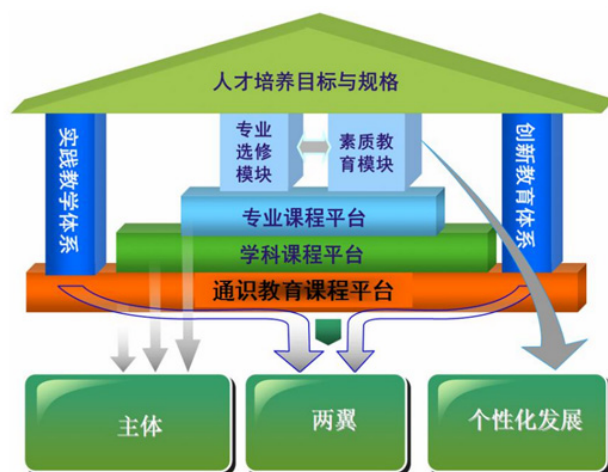 人才培养目标与规格
实践教学体系
专业
选修
模块
素质教
育模块
创新教育体系
专业课程平台
学科课程平台
通识教育课程平台
主体
两翼
个性化发展